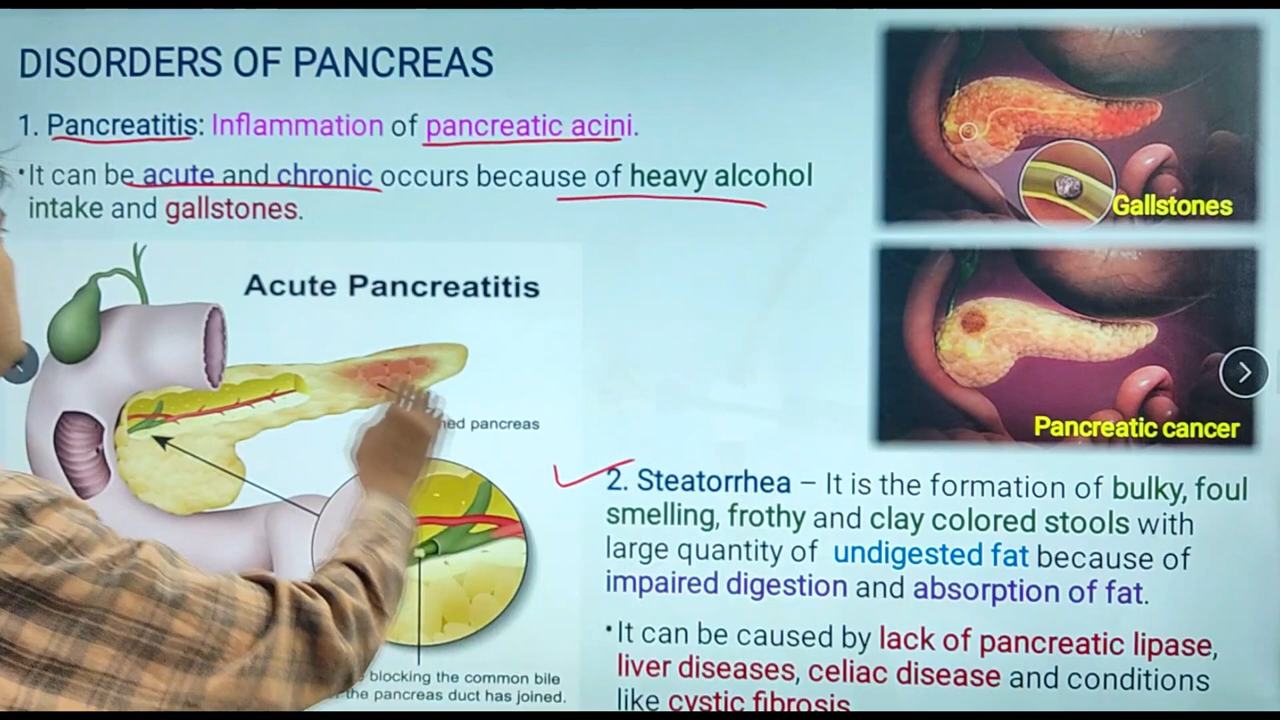 DISORDERS OF PANCREAS
1. Pancreatitis: Inflammation of pancreatic acini.
•It can be acute and chronic occurs because of heavy alcohol
intake and gallstones.
Acute Pancreatitis
pancreas
blocking the common bile
the pancreas duct has joined.
Gallstones
Pancreatic cancer
2. Steatorrhea – It is the formation of bulky, foul
smelling, frothy and clay colored stools with
large quantity of undigested fat because of
impaired digestion and absorption of fat.
•It can be caused by lack of pancreatic lipase,
liver diseases, celiac disease and conditions
like cystic fibrosis